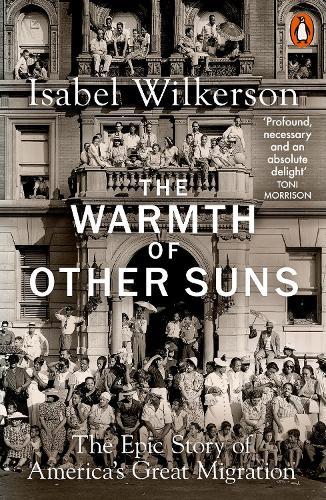 Isabel Wilkerson
‘Profound,
necessary
and an
absolute
delight’
TONI
MORRISON
THE
WARMTH
OF
OTHER SUNS
The Epic Story of
America’s Great Migration